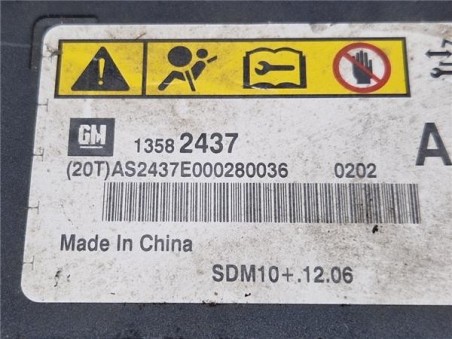 GM 1358 2437 A
(20T)AS2437E000280036 0202
Made In China
SDM10+.12.06